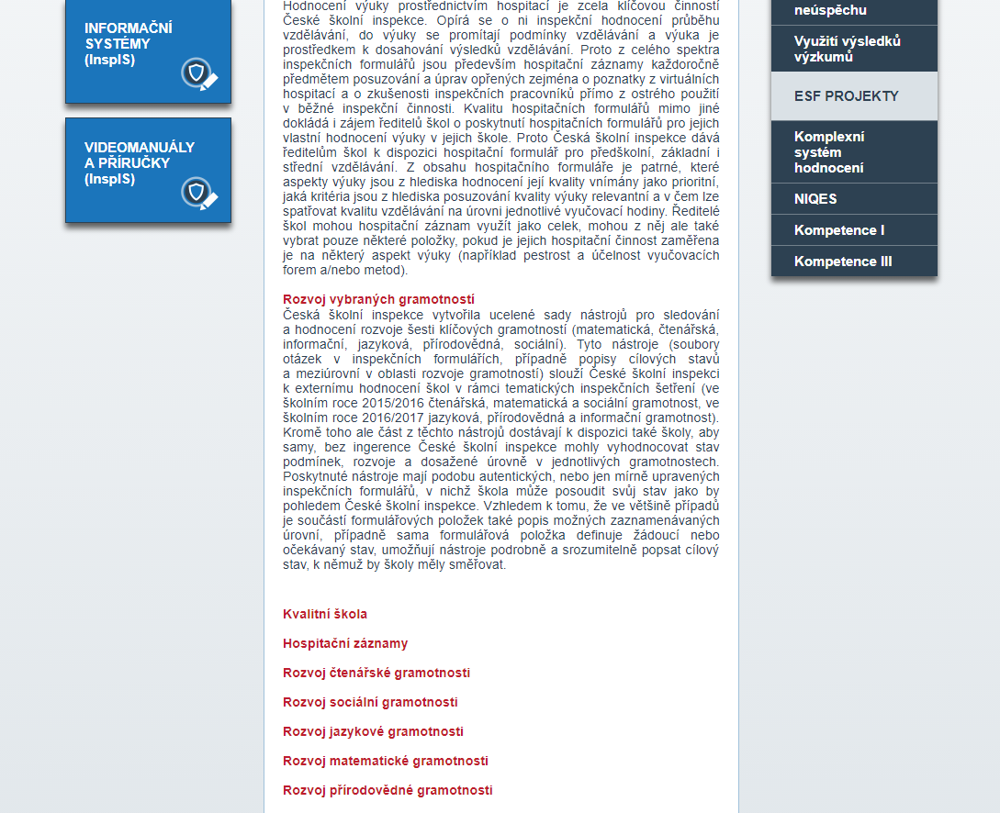 INFORMAČNÍ
SYSTÉMY
(InspIS)
VIDEOMANUÁLY
A PŘÍRUČKY
(InspIS)
Hodnocení výuky prostřednictvím hospitací je zcela klíčovou činností
České školní inspekce. Opírá se o ni inspekční hodnocení průběhu
vzdělávání, do výuky se promítají podmínky vzdělávání a výuka je
prostředkem k dosahování výsledků vzdělávání. Proto z celého spektra
inspekčních formulářů jsou především hospitační záznamy každoročně
předmětem posuzování a úprav opřených zejména o poznatky z virtuálních
hospitací a o zkušenosti inspekčních pracovníků přímo z ostrého použití
v běžné inspekční činnosti. Kvalitu hospitačních formulářů mimo jiné
dokládá i zájem ředitelů škol o poskytnutí hospitačních formulářů pro jejich
vlastní hodnocení výuky v jejich škole. Proto Česká školní inspekce dává
ředitelům škol k dispozici hospitační formulář pro předškolní, základní i
střední vzdělávání. Z obsahu hospitačního formuláře je patrné, které
aspekty výuky jsou z hlediska hodnocení její kvality vnímány jako prioritní,
jaká kritéria jsou z hlediska posuzování kvality výuky relevantní a v čem lze
spatřovat kvalitu vzdělávání na úrovni jednotlivé vyučovací hodiny. Ředitelé
škol mohou hospitační záznam využít jako celek, mohou z něj ale také
vybrat pouze některé položky, pokud je jejich hospitační činnost zaměřena
je na některý aspekt výuky (například pestrost a účelnost vyučovacích
forem a/nebo metod).
Rozvoj vybraných gramotností
Česká školní inspekce vytvořila ucelené sady nástrojů pro sledování
a hodnocení rozvoje šesti klíčových gramotností (matematická, čtenářská,
informační, jazyková, přírodovědná, sociální). Tyto nástroje (soubory
otázek v inspekčních formulářích, případně popisy cílových stavů
a meziúrovní v oblasti rozvoje gramotností) slouží České školní inspekci
k externímu hodnocení škol v rámci tematických inspekčních šetření (ve
školním roce 2015/2016 čtenářská, matematická a sociální gramotnost, ve
školním roce 2016/2017 jazyková, přírodovědná a informační gramotnost).
Kromě toho ale část z těchto nástrojů dostávají k dispozici také školy, aby
samy, bez ingerence České školní inspekce mohly vyhodnocovat stav
podmínek, rozvoje a dosažené úrovně v jednotlivých gramotnostech.
Poskytnuté nástroje mají podobu autentických, nebo jen mírně upravených
inspekčních formulářů, v nichž škola může posoudit svůj stav jako by
pohledem České školní inspekce. Vzhledem k tomu, že ve většině případů
je součástí formulářových položek také popis možných zaznamenávaných
úrovní, případně sama formulářová položka definuje žádoucí nebo
očekávaný stav, umožňují nástroje podrobně a srozumitelně popsat cílový
stav, k němuž by školy měly směřovat.
Kvalitní škola
Hospitační záznamy
Rozvoj čtenářské gramotnosti
Rozvoj sociální gramotnosti
Rozvoj jazykové gramotnosti
Rozvoj matematické gramotnosti
Rozvoj přírodovědné gramotnosti
neúspěchu
Využití výsledků
výzkumů
ESF PROJEKTY
Komplexní
systém
hodnocení
NIQES
Kompetence I
Kompetence III